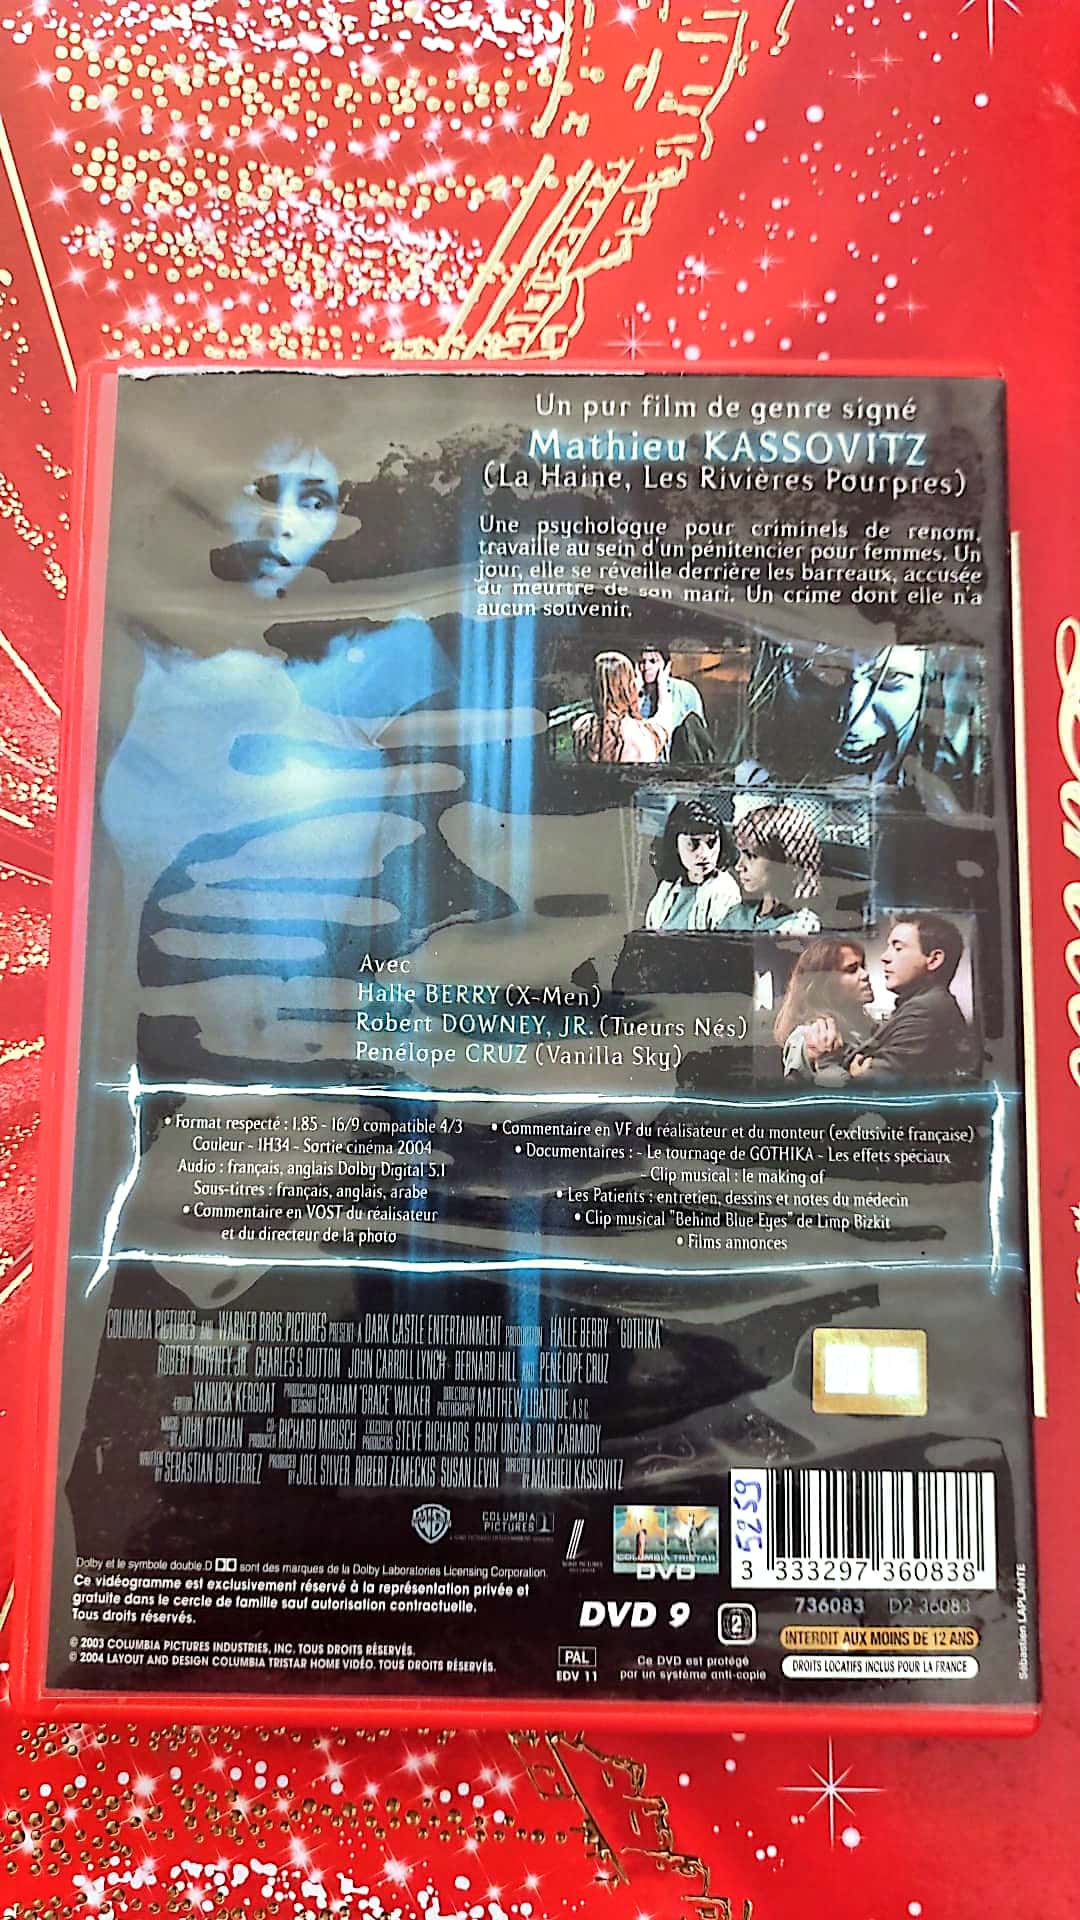 Un pur film de genre signé
Mathieu KASSOVITZ
(La Haine, Les Rivières Pourpres)
Une psychologue pour criminels de renom,
travaille au sein d'un pénitencier pour femmes. Un
jour, elle se réveille derrière les barreaux, accusée
du meurtre de son mari. Un crime dont elle n'a
aucun souvenir.
Avec
Halle BERRY (X-Men)
Robert DOWNEY, JR. (Tueurs Nés)
Penélope CRUZ (Vanilla Sky)
• Format respecté : 1.85 - 16/9 compatible 4/3
Couleur - 1H34 - Sortie cinéma 2004
Audio : français, anglais Dolby Digital 5.1
Sous-titres : français, anglais, arabe
• Commentaire en VOST du réalisateur
et du directeur de la photo
• Commentaire en VF du réalisateur et du monteur (exclusivité française)
• Documentaires : - Le tournage de GOTHIKA - Les effets spéciaux
- Clip musical : le making of
• Les Patients : entretien, dessins et notes du médecin
• Clip musical "Behind Blue Eyes" de Limp Bizkit
• Films annonces
COLUMBIA PICTURES AND WARNER BROS. PICTURES PRESENT A DARK CASTLE ENTERTAINMENT PRODUCTION HALLE BERRY "GOTHIKA"
ROBERT DOWNEY, JR. CHARLES S. DUTTON JOHN CARROLL LYNCH BERNARD HILL AND PENÉLOPE CRUZ
EDITOR YANNICK KERGOAT PRODUCTION DESIGNER GRAHAM "GRACE" WALKER DIRECTOR OF PHOTOGRAPHY MATTHEW LIBATIQUE, A.S.C.
MUSIC BY JOHN OTTMAN CO-PRODUCER RICHARD MIRISCH EXECUTIVE PRODUCERS STEVE RICHARDS GARY UNGAR DON CARMODY
WRITTEN BY SEBASTIAN GUTIERREZ PRODUCED BY JOEL SILVER ROBERT ZEMECKIS SUSAN LEVIN DIRECTED BY MATHIEU KASSOVITZ
COLUMBIA
PICTURES
COLUMBIA TRISTAR
DVD
5259
3 333297 360838
736083 D2 36083
Dolby et le symbole double.D sont des marques de la Dolby Laboratories Licensing Corporation.
Ce vidéogramme est exclusivement réservé à la représentation privée et
gratuite dans le cercle de famille sauf autorisation contractuelle.
Tous droits réservés.
© 2003 COLUMBIA PICTURES INDUSTRIES, INC. TOUS DROITS RÉSERVÉS.
© 2004 LAYOUT AND DESIGN COLUMBIA TRISTAR HOME VIDÉO. TOUS DROITS RÉSERVÉS.
DVD 9
2
PAL
EDV 11
Ce DVD est protégé
par un système anti-copie
INTERDIT AUX MOINS DE 12 ANS
DROITS LOCATIFS INCLUS POUR LA FRANCE
Sébastien LAPLANTE